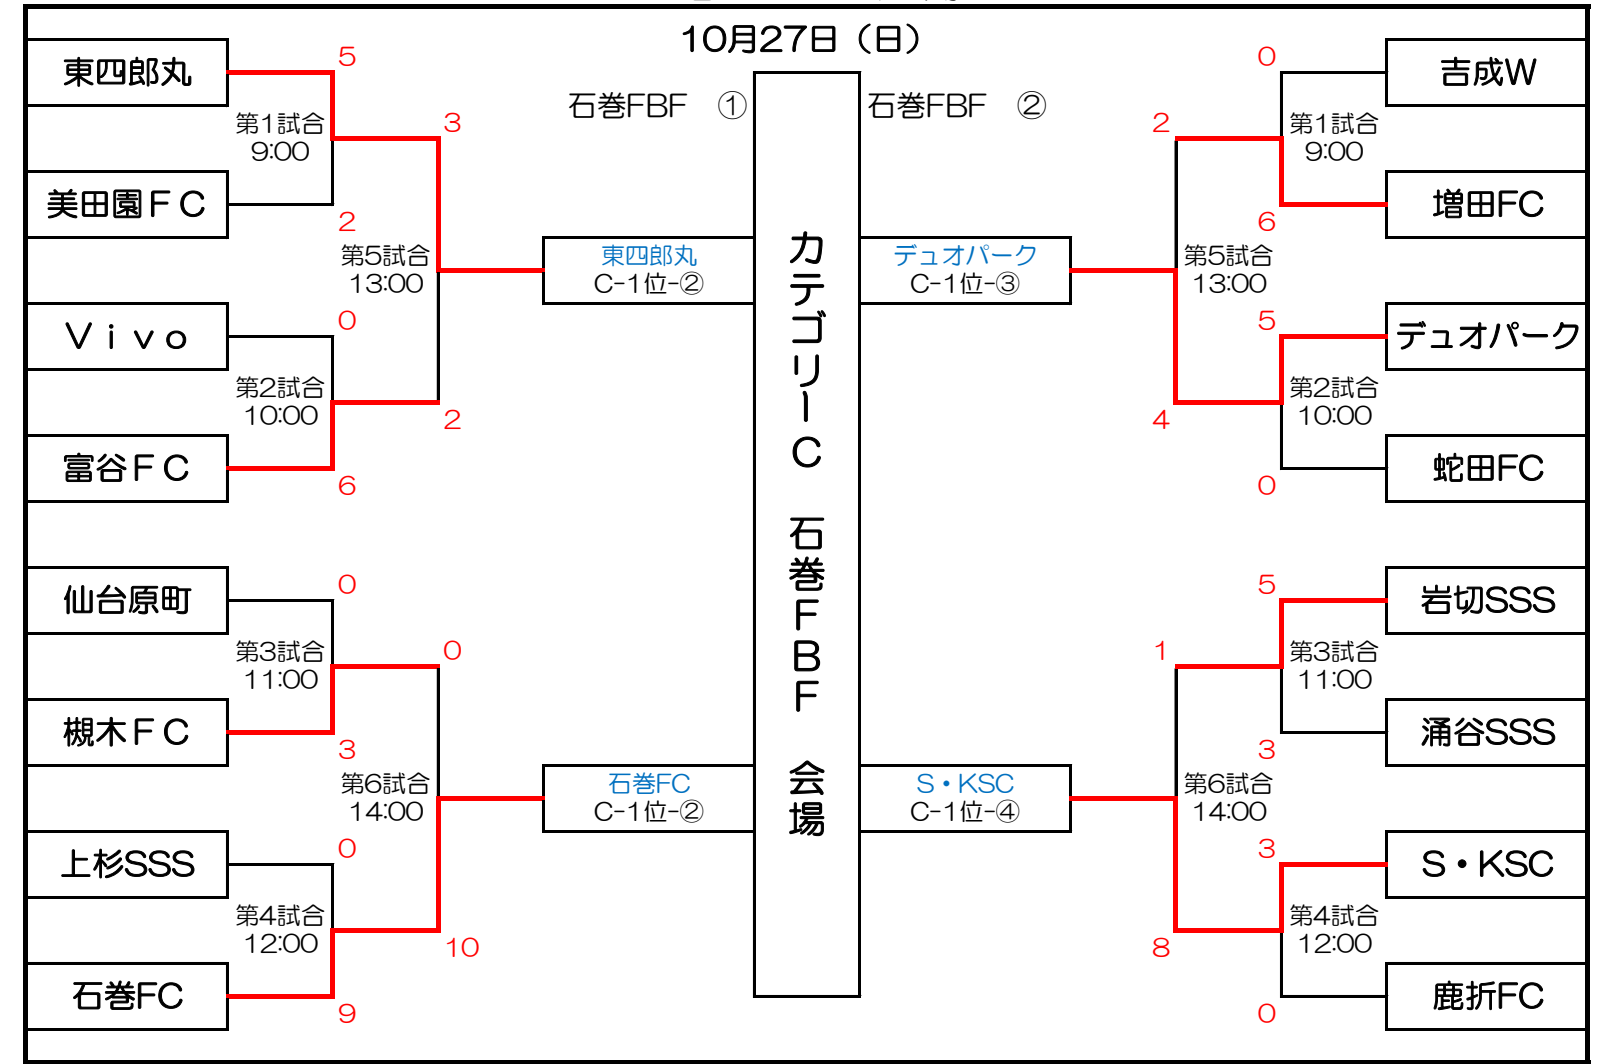 10月27日（日）
石巻FBF ①
石巻FBF ②
カテゴリーC 石巻FBF 会場
東四郎丸
5
第1試合
9:00
3
美田園ＦＣ
2
第5試合
13:00
東四郎丸
C-1位-②
Ｖｉｖｏ
0
第2試合
10:00
2
富谷ＦＣ
6
仙台原町
0
第3試合
11:00
0
槻木ＦＣ
3
第6試合
14:00
石巻FC
C-1位-②
上杉SSS
0
第4試合
12:00
10
石巻FC
9
吉成W
0
第1試合
9:00
2
増田FC
6
第5試合
13:00
デュオパーク
C-1位-③
デュオパーク
5
第2試合
10:00
4
蛇田FC
0
岩切SSS
5
第3試合
11:00
1
涌谷SSS
3
第6試合
14:00
S・KSC
C-1位-④
S・KSC
3
第4試合
12:00
8
鹿折FC
0